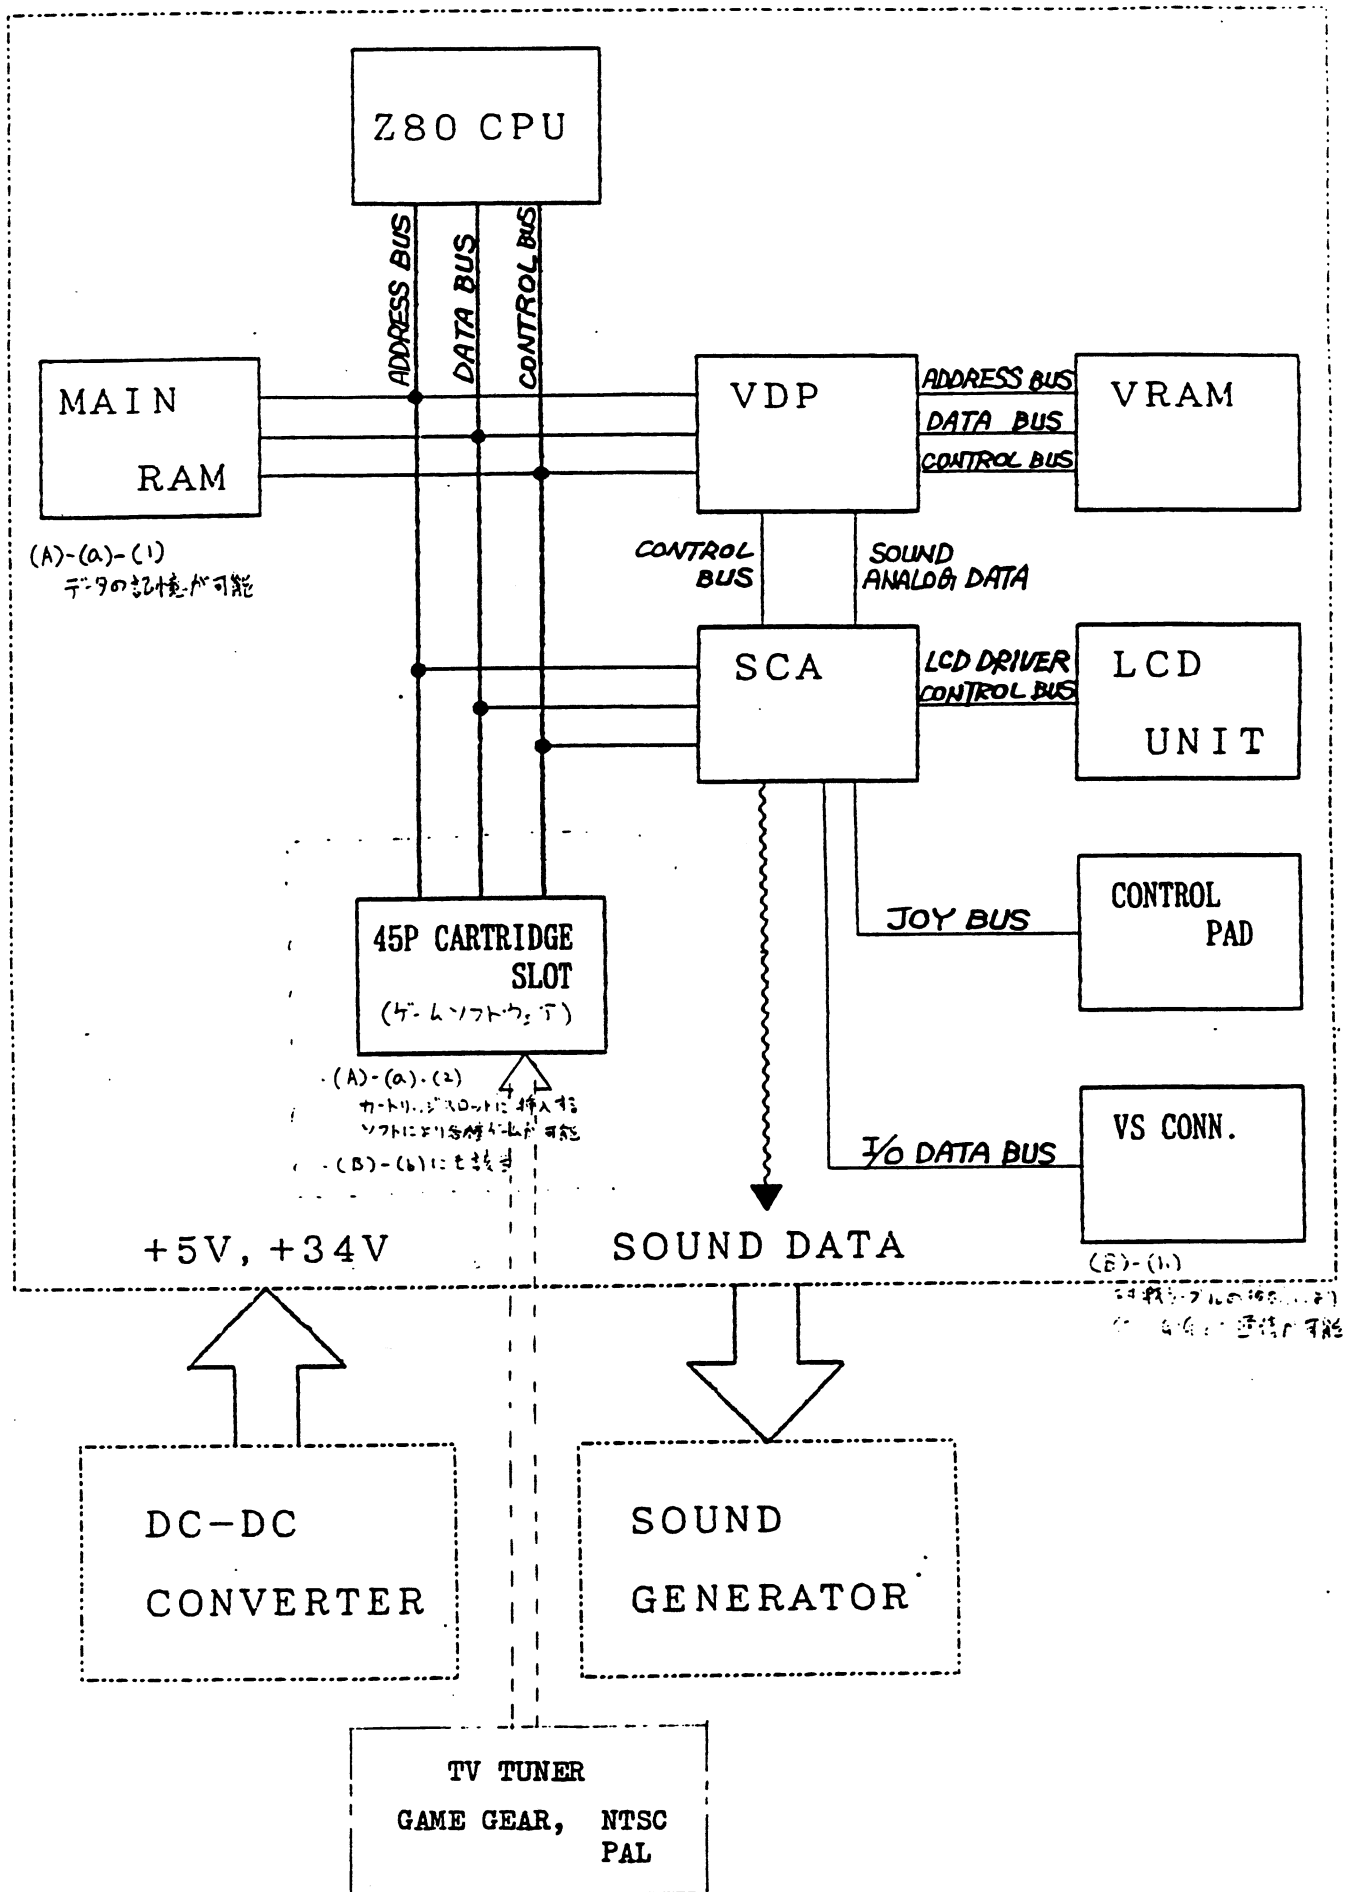 Z80 CPU
ADDRESS BUS
DATA BUS
CONTROL BUS
MAIN
RAM
VDP
ADDRESS BUS
DATA BUS
CONTROL BUS
VRAM
(A)-(a)-(1)
データの記憶が可能
CONTROL
BUS
SOUND
ANALOG DATA
SCA
LCD DRIVER
CONTROL BUS
LCD
UNIT
45P CARTRIDGE
SLOT
(ゲームソフトウェア)
JOY BUS
CONTROL
PAD
(A)-(a)-(2)
カートリッジスロットに挿入する
ソフトにより各種ゲームが可能
(B)-(b)にも
I/O DATA BUS
VS CONN.
+5V, +34V
SOUND DATA
可能
DC-DC
CONVERTER
SOUND
GENERATOR
TV TUNER
GAME GEAR, NTSC
PAL